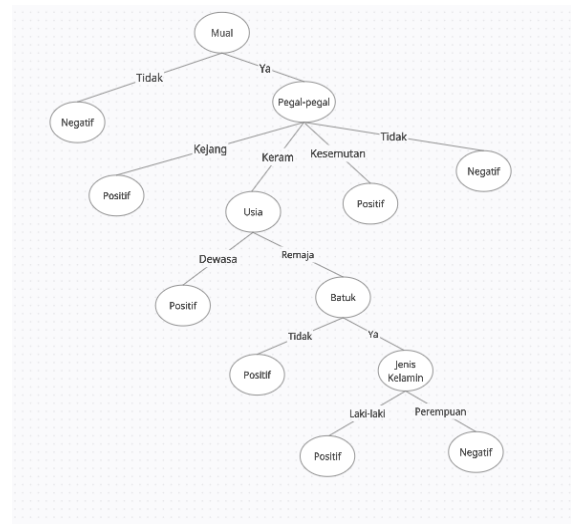 Mual
Tidak
Ya
Negatif
Pegal-pegal
Kejang
Keram
Kesemutan
Tidak
Positif
Usia
Positif
Negatif
Dewasa
Remaja
Positif
Batuk
Tidak
Ya
Positif
Jenis
Kelamin
Laki-laki
Perempuan
Positif
Negatif